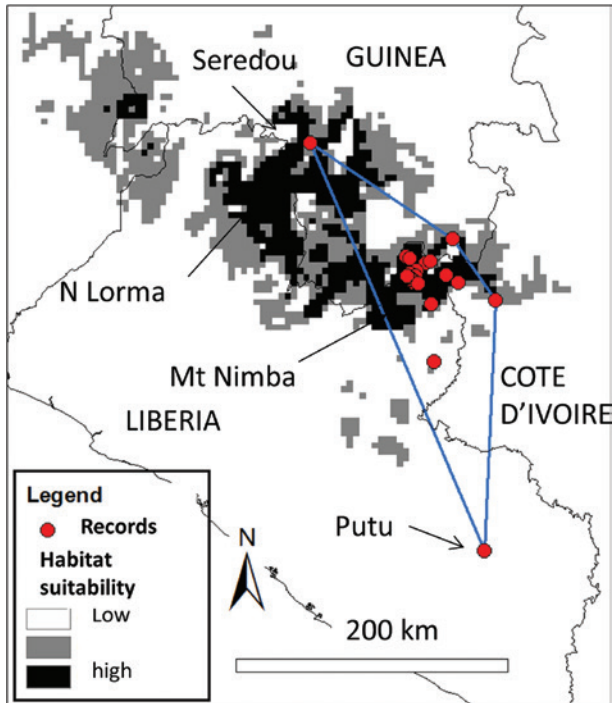 GUINEA
Seredou
N Lorma
Mt Nimba
COTE
D'IVOIRE
LIBERIA
Legend
Records
Habitat
suitability
Low
high
N
Putu
200 km